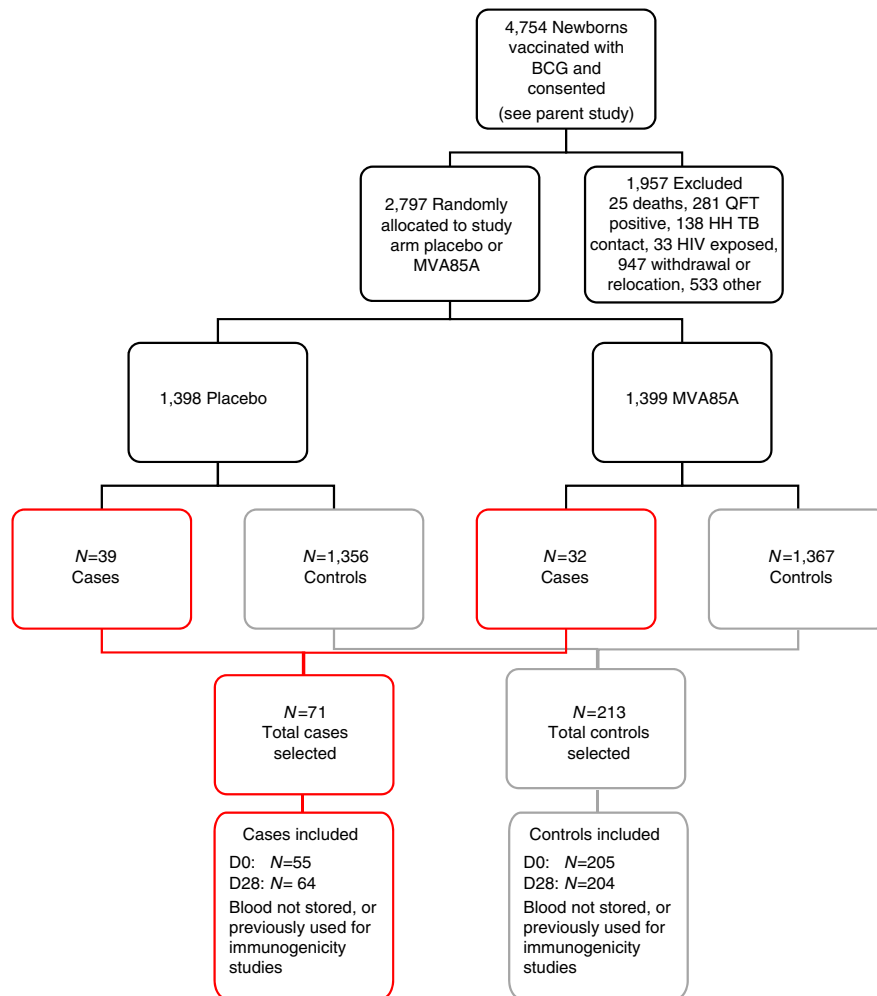 4,754 Newborns
vaccinated with
BCG and
consented
(see parent study)
2,797 Randomly
allocated to study
arm placebo or
MVA85A
1,957 Excluded
25 deaths, 281 QFT
positive, 138 HH TB
contact, 33 HIV exposed,
947 withdrawal or
relocation, 533 other
1,398 Placebo
1,399 MVA85A
N=39
Cases
N=1,356
Controls
N=32
Cases
N=1,367
Controls
N=71
Total cases
selected
N=213
Total controls
selected
Cases included
D0: N=55
D28: N= 64
Blood not stored, or
previously used for
immunogenicity
studies
Controls included
D0: N=205
D28: N=204
Blood not stored, or
previously used for
immunogenicity
studies